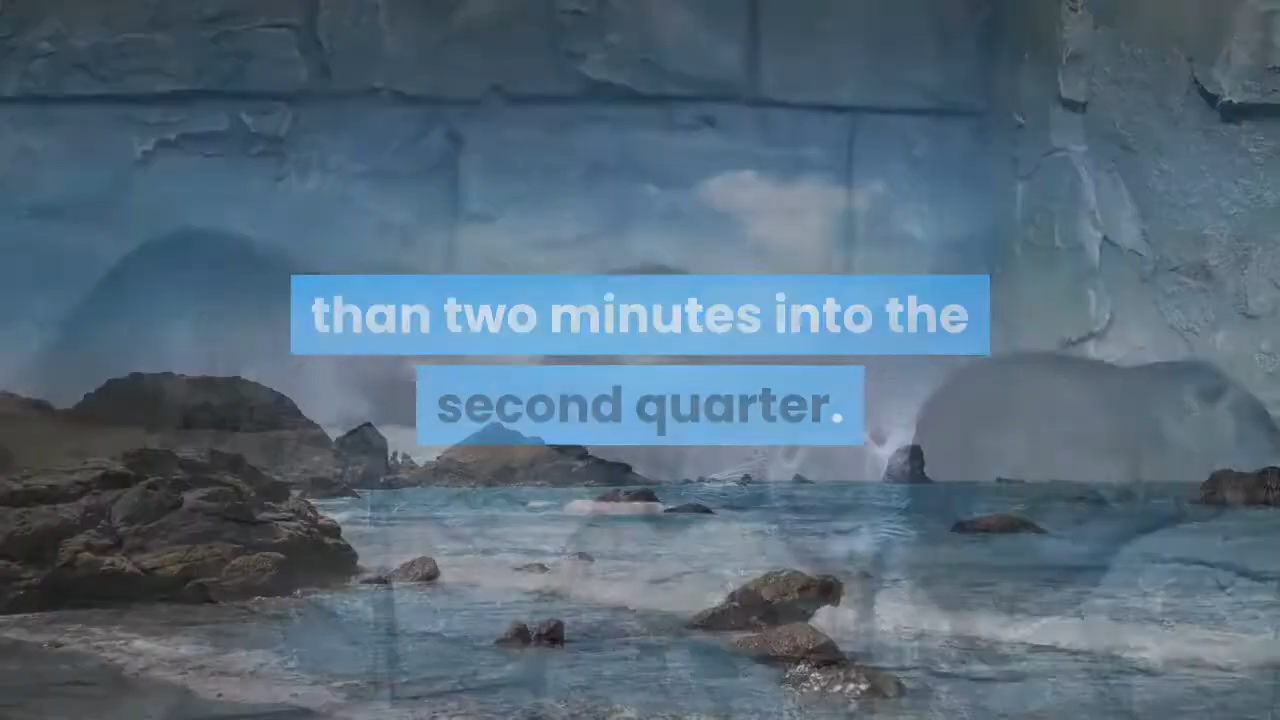 than two minutes into the
second quarter.